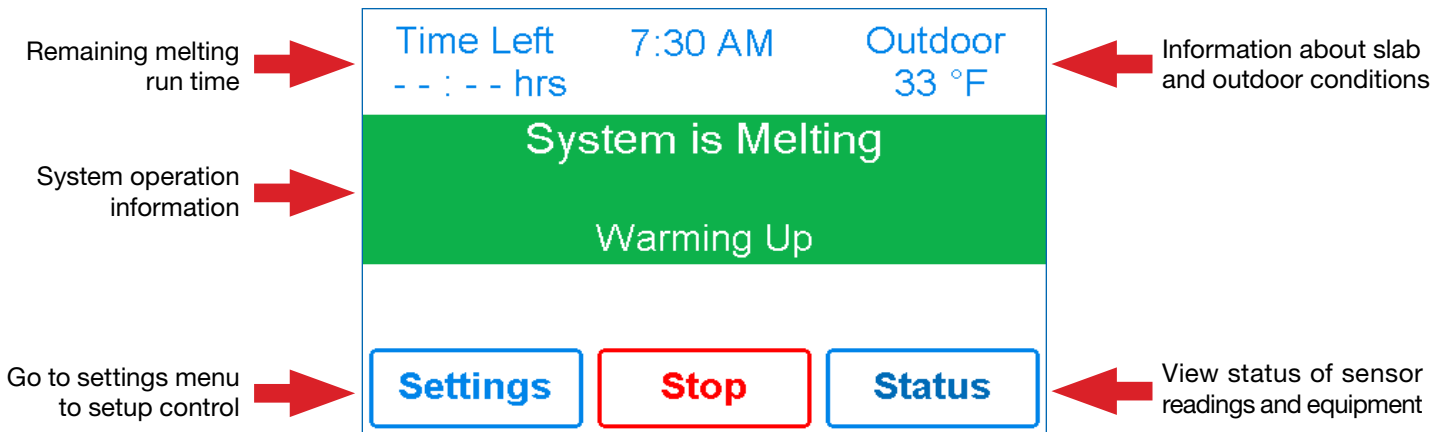 Remaining melting
run time
Time Left
- - : - - hrs
7:30 AM
Outdoor
33 °F
Information about slab
and outdoor conditions
System operation
information
System is Melting
Warming Up
Go to settings menu
to setup control
Settings
Stop
Status
View status of sensor
readings and equipment